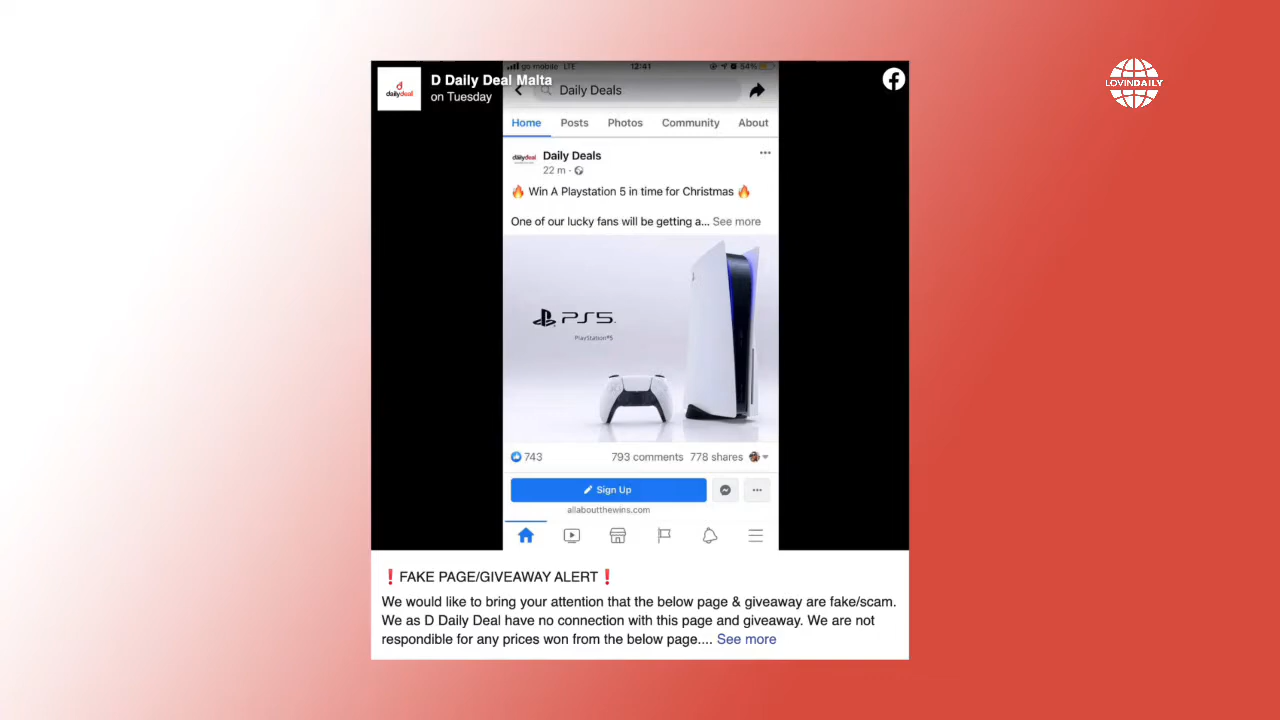 D Daily Deal Malta
on Tuesday
dailydeal
LOVINDAILY
go mobile LTE 12:41 54%
Daily Deals
Home Posts Photos Community About
dailydeal
Daily Deals
22 m ·
🔥 Win A Playstation 5 in time for Christmas 🔥
One of our lucky fans will be getting a... See more
PS5
PlayStation®5
743 793 comments 778 shares
Sign Up
allaboutthewins.com
❗FAKE PAGE/GIVEAWAY ALERT❗
We would like to bring your attention that the below page & giveaway are fake/scam.
We as D Daily Deal have no connection with this page and giveaway. We are not
respondible for any prices won from the below page.... See more